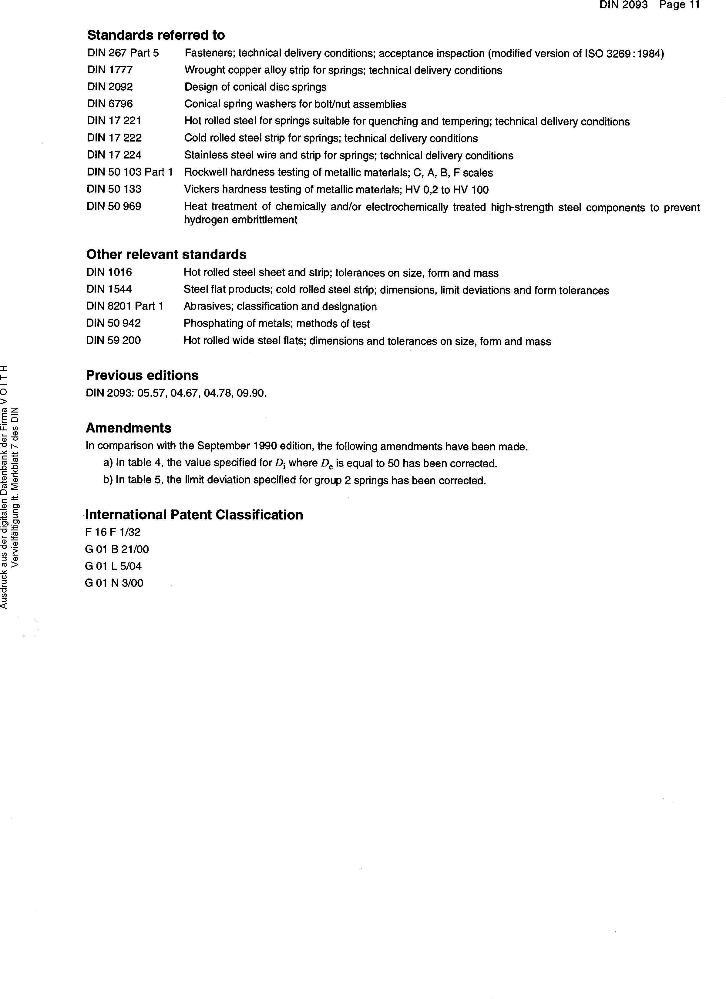 DIN 2093 Page 11
Standards referred to
DIN 267 Part 5 Fasteners; technical delivery conditions; acceptance inspection (modified version of ISO 3269 : 1984)
DIN 1777 Wrought copper alloy strip for springs; technical delivery conditions
DIN 2092 Design of conical disc springs
DIN 6796 Conical spring washers for bolt/nut assemblies
DIN 17 221 Hot rolled steel for springs suitable for quenching and tempering; technical delivery conditions
DIN 17 222 Cold rolled steel strip for springs; technical delivery conditions
DIN 17 224 Stainless steel wire and strip for springs; technical delivery conditions
DIN 50 103 Part 1 Rockwell hardness testing of metallic materials; C, A, B, F scales
DIN 50 133 Vickers hardness testing of metallic materials; HV 0,2 to HV 100
DIN 50 969 Heat treatment of chemically and/or electrochemically treated high-strength steel components to prevent
hydrogen embrittlement
Other relevant standards
DIN 1016 Hot rolled steel sheet and strip; tolerances on size, form and mass
DIN 1544 Steel flat products; cold rolled steel strip; dimensions, limit deviations and form tolerances
DIN 8201 Part 1 Abrasives; classification and designation
DIN 50 942 Phosphating of metals; methods of test
DIN 59 200 Hot rolled wide steel flats; dimensions and tolerances on size, form and mass
Previous editions
DIN 2093: 05.57, 04.67, 04.78, 09.90.
Amendments
In comparison with the September 1990 edition, the following amendments have been made.
a) In table 4, the value specified for Di where De is equal to 50 has been corrected.
b) In table 5, the limit deviation specified for group 2 springs has been corrected.
International Patent Classification
F 16 F 1/32
G 01 B 21/00
G 01 L 5/04
G 01 N 3/00
Ausdruck aus der digitalen Datenbank der Firma V O I T H
Vervielfältigung lt. Merkblatt 7 des DIN